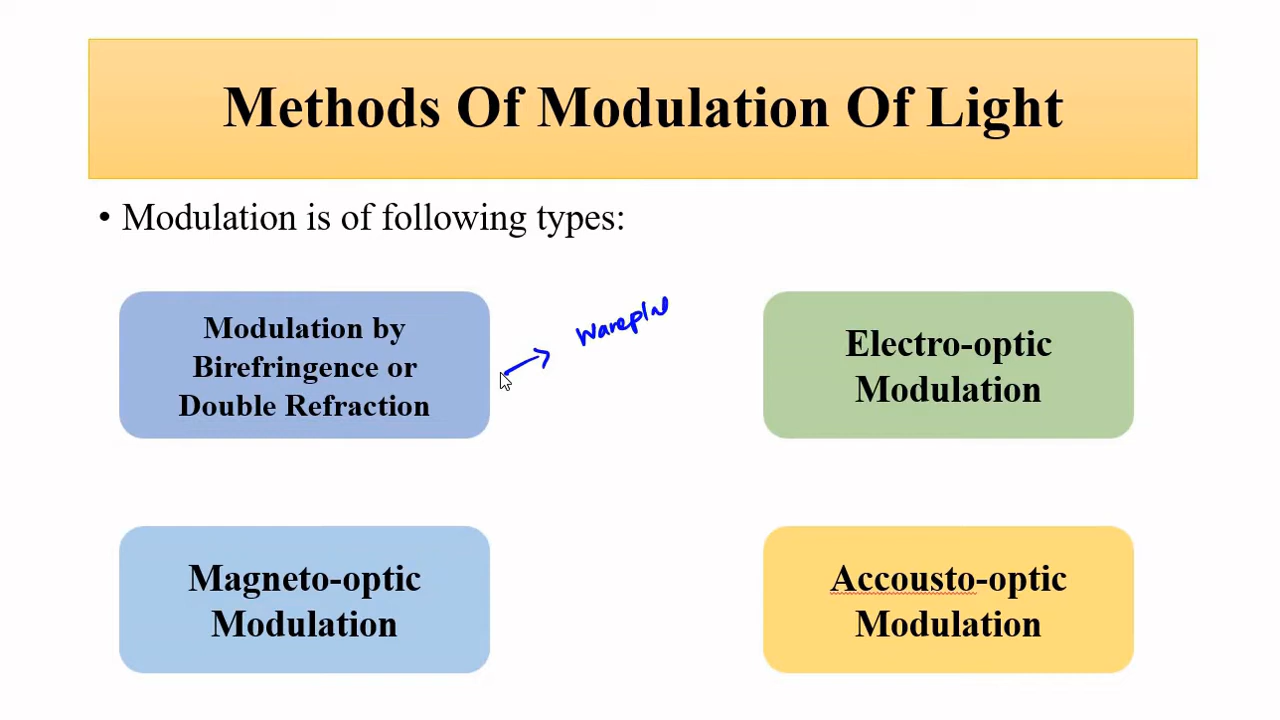 Methods Of Modulation Of Light
• Modulation is of following types:
Modulation by
Birefringence or
Double Refraction
Electro-optic
Modulation
Magneto-optic
Modulation
Accousto-optic
Modulation